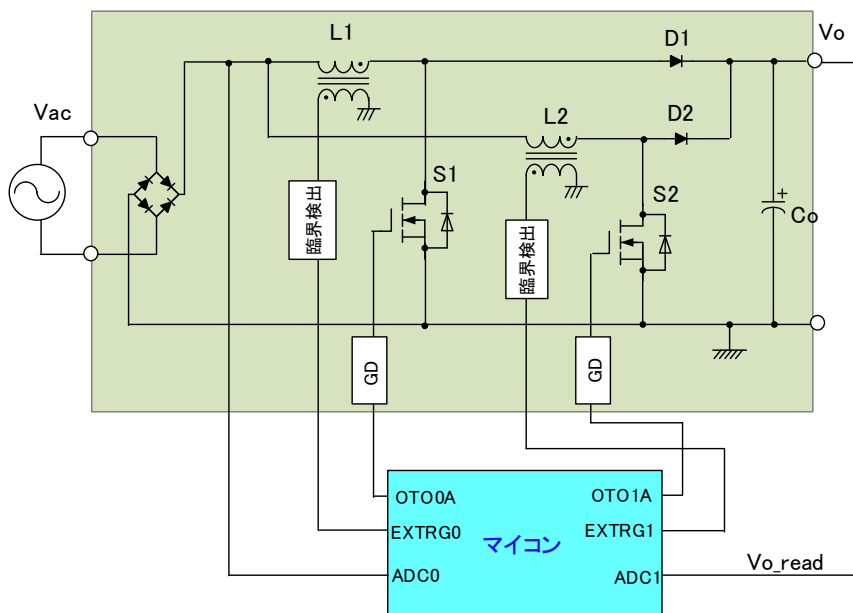 L1
D1
Vo
Vac
L2
D2
S1
S2
臨界検出
臨界検出
Co
+
GD
GD
OTO0A
OTO1A
EXTRG0
EXTRG1
マイコン
ADC0
ADC1
Vo_read